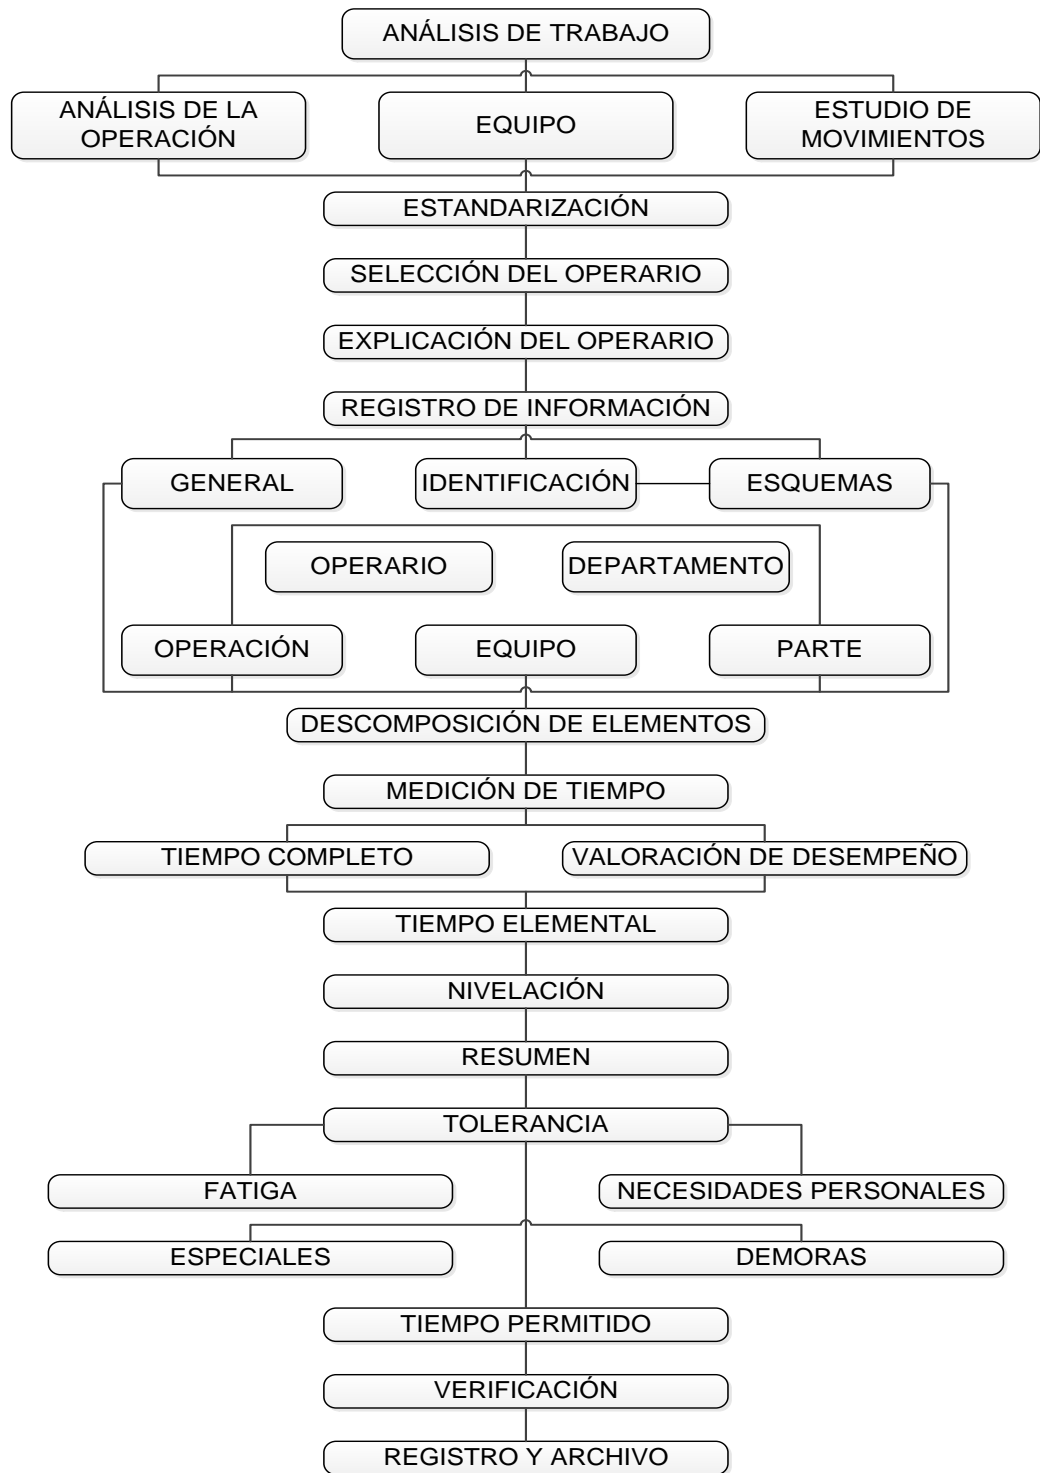 ANÁLISIS DE TRABAJO
ANÁLISIS DE LA
OPERACIÓN
EQUIPO
ESTUDIO DE
MOVIMIENTOS
ESTANDARIZACIÓN
SELECCIÓN DEL OPERARIO
EXPLICACIÓN DEL OPERARIO
REGISTRO DE INFORMACIÓN
GENERAL
IDENTIFICACIÓN
ESQUEMAS
OPERARIO
DEPARTAMENTO
OPERACIÓN
EQUIPO
PARTE
DESCOMPOSICIÓN DE ELEMENTOS
MEDICIÓN DE TIEMPO
TIEMPO COMPLETO
VALORACIÓN DE DESEMPEÑO
TIEMPO ELEMENTAL
NIVELACIÓN
RESUMEN
TOLERANCIA
FATIGA
NECESIDADES PERSONALES
ESPECIALES
DEMORAS
TIEMPO PERMITIDO
VERIFICACIÓN
REGISTRO Y ARCHIVO